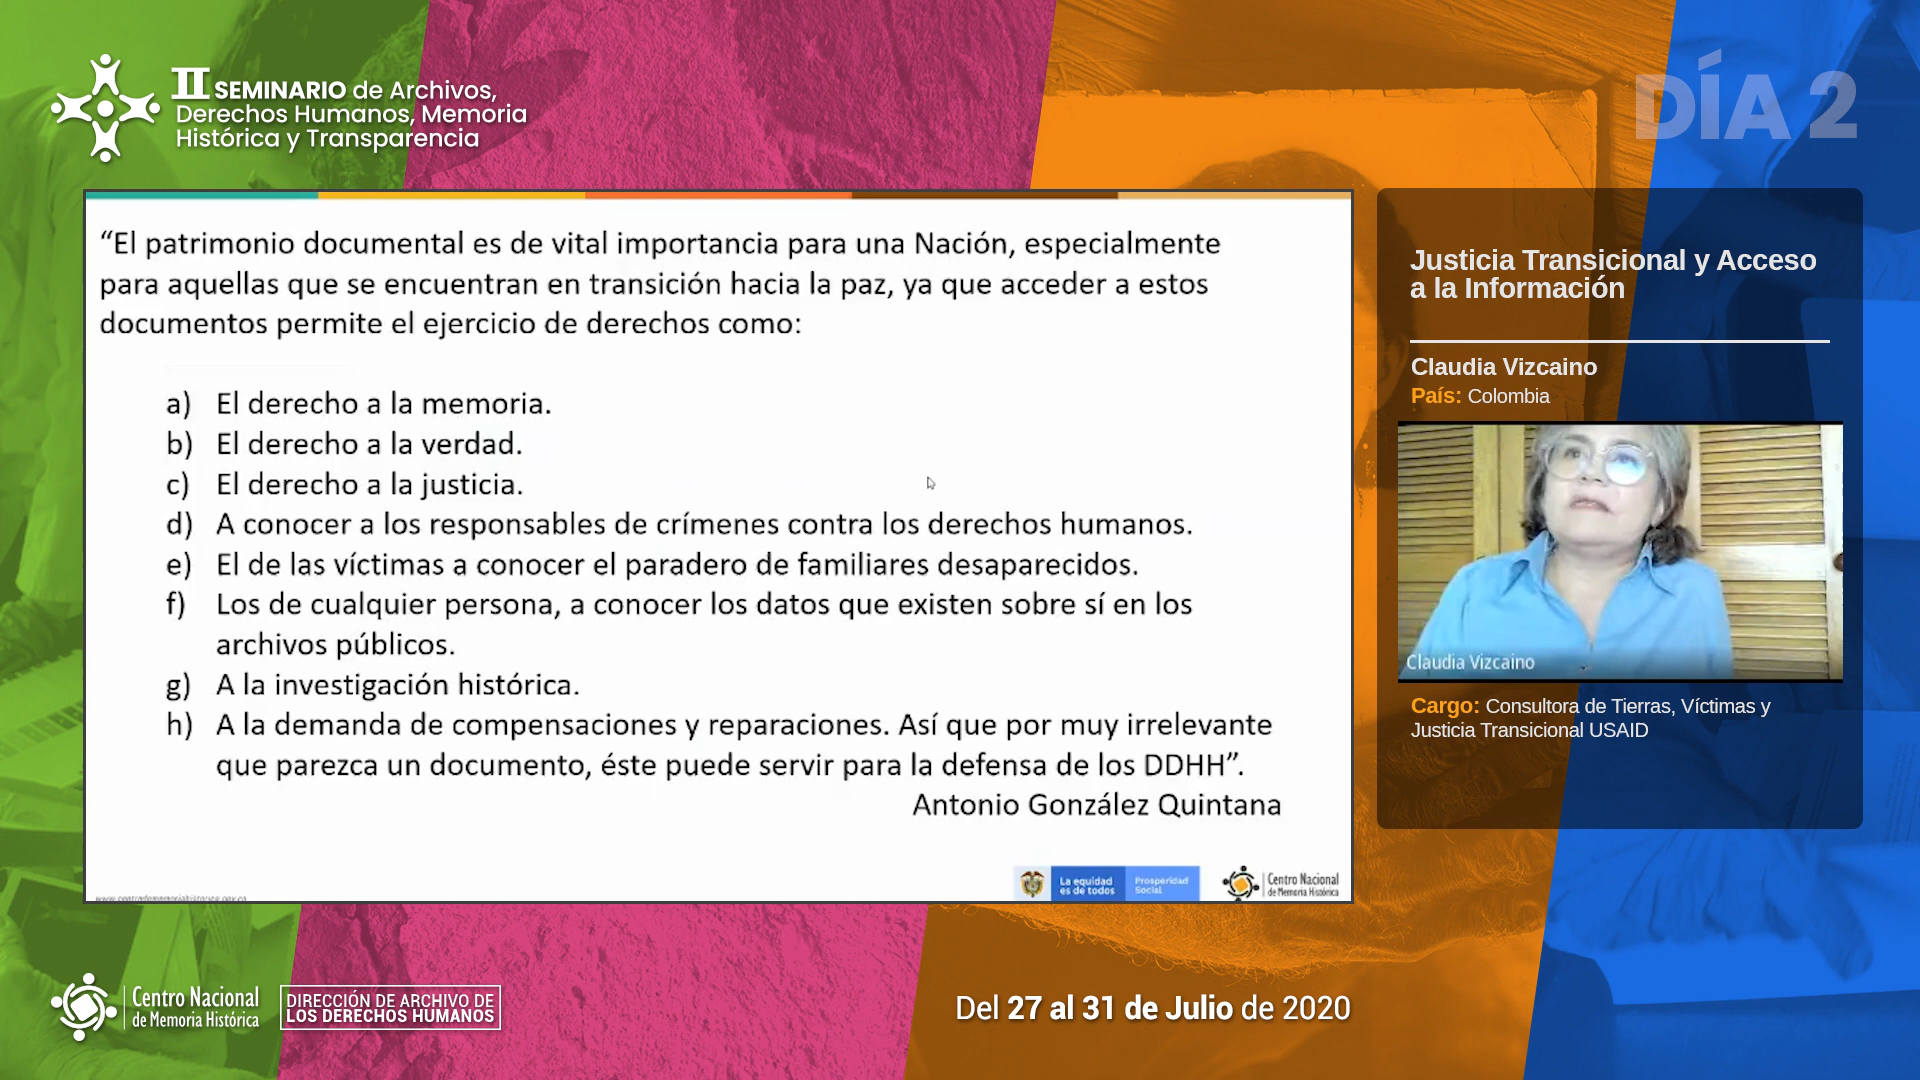 II SEMINARIO de Archivos,
Derechos Humanos, Memoria
Histórica y Transparencia
DÍA 2
“El patrimonio documental es de vital importancia para una Nación, especialmente
para aquellas que se encuentran en transición hacia la paz, ya que acceder a estos
documentos permite el ejercicio de derechos como:
a) El derecho a la memoria.
b) El derecho a la verdad.
c) El derecho a la justicia.
d) A conocer a los responsables de crímenes contra los derechos humanos.
e) El de las víctimas a conocer el paradero de familiares desaparecidos.
f) Los de cualquier persona, a conocer los datos que existen sobre sí en los
archivos públicos.
g) A la investigación histórica.
h) A la demanda de compensaciones y reparaciones. Así que por muy irrelevante
que parezca un documento, éste puede servir para la defensa de los DDHH”.
Antonio González Quintana
La equidad
es de todos
Prosperidad
Social
Centro Nacional
de Memoria Histórica
Justicia Transicional y Acceso
a la Información
Claudia Vizcaino
País: Colombia
Claudia Vizcaino
Cargo: Consultora de Tierras, Víctimas y
Justicia Transicional USAID
Centro Nacional
de Memoria Histórica
DIRECCIÓN DE ARCHIVO DE
LOS DERECHOS HUMANOS
Del 27 al 31 de Julio de 2020